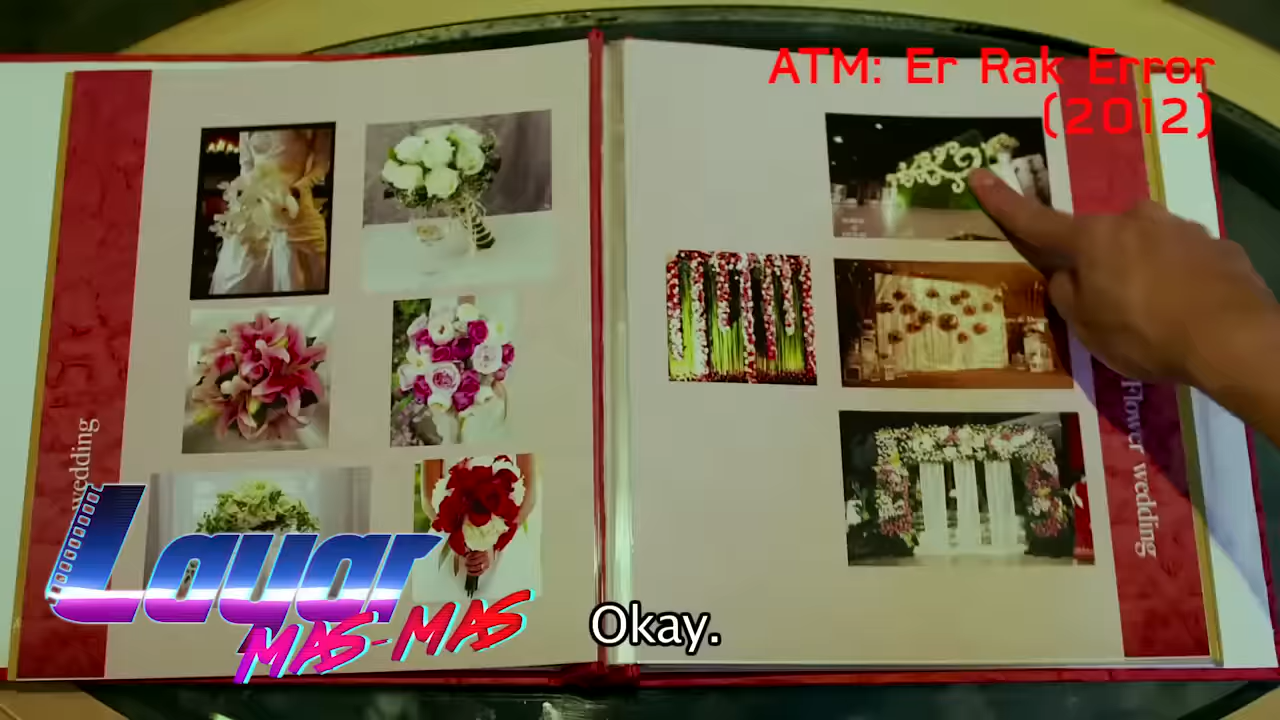 ATM: Er Rak Error
(2012)
wedding
Flower wedding
Layar
MAS-MAS
Okay.